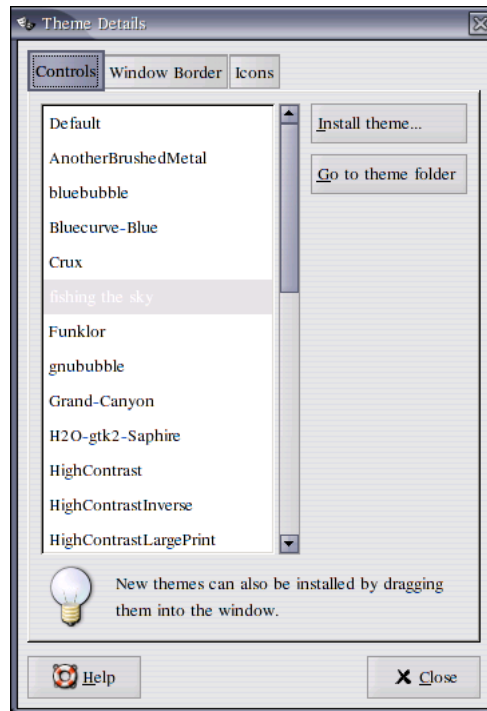 Theme Details
Controls Window Border Icons
Default
AnotherBrushedMetal
bluebubble
Bluecurve-Blue
Crux
fishing the sky
Funklor
gnububble
Grand-Canyon
H2O-gtk2-Saphire
HighContrast
HighContrastInverse
HighContrastLargePrint
Install theme...
Go to theme folder
New themes can also be installed by dragging
them into the window.
Help
Close